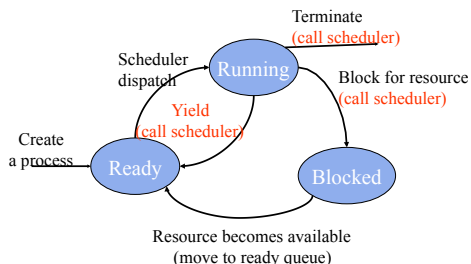 Terminate
(call scheduler)
Scheduler
dispatch
Running
Block for resource
(call scheduler)
Yield
(call scheduler)
Create
a process
Ready
Blocked
Resource becomes available
(move to ready queue)